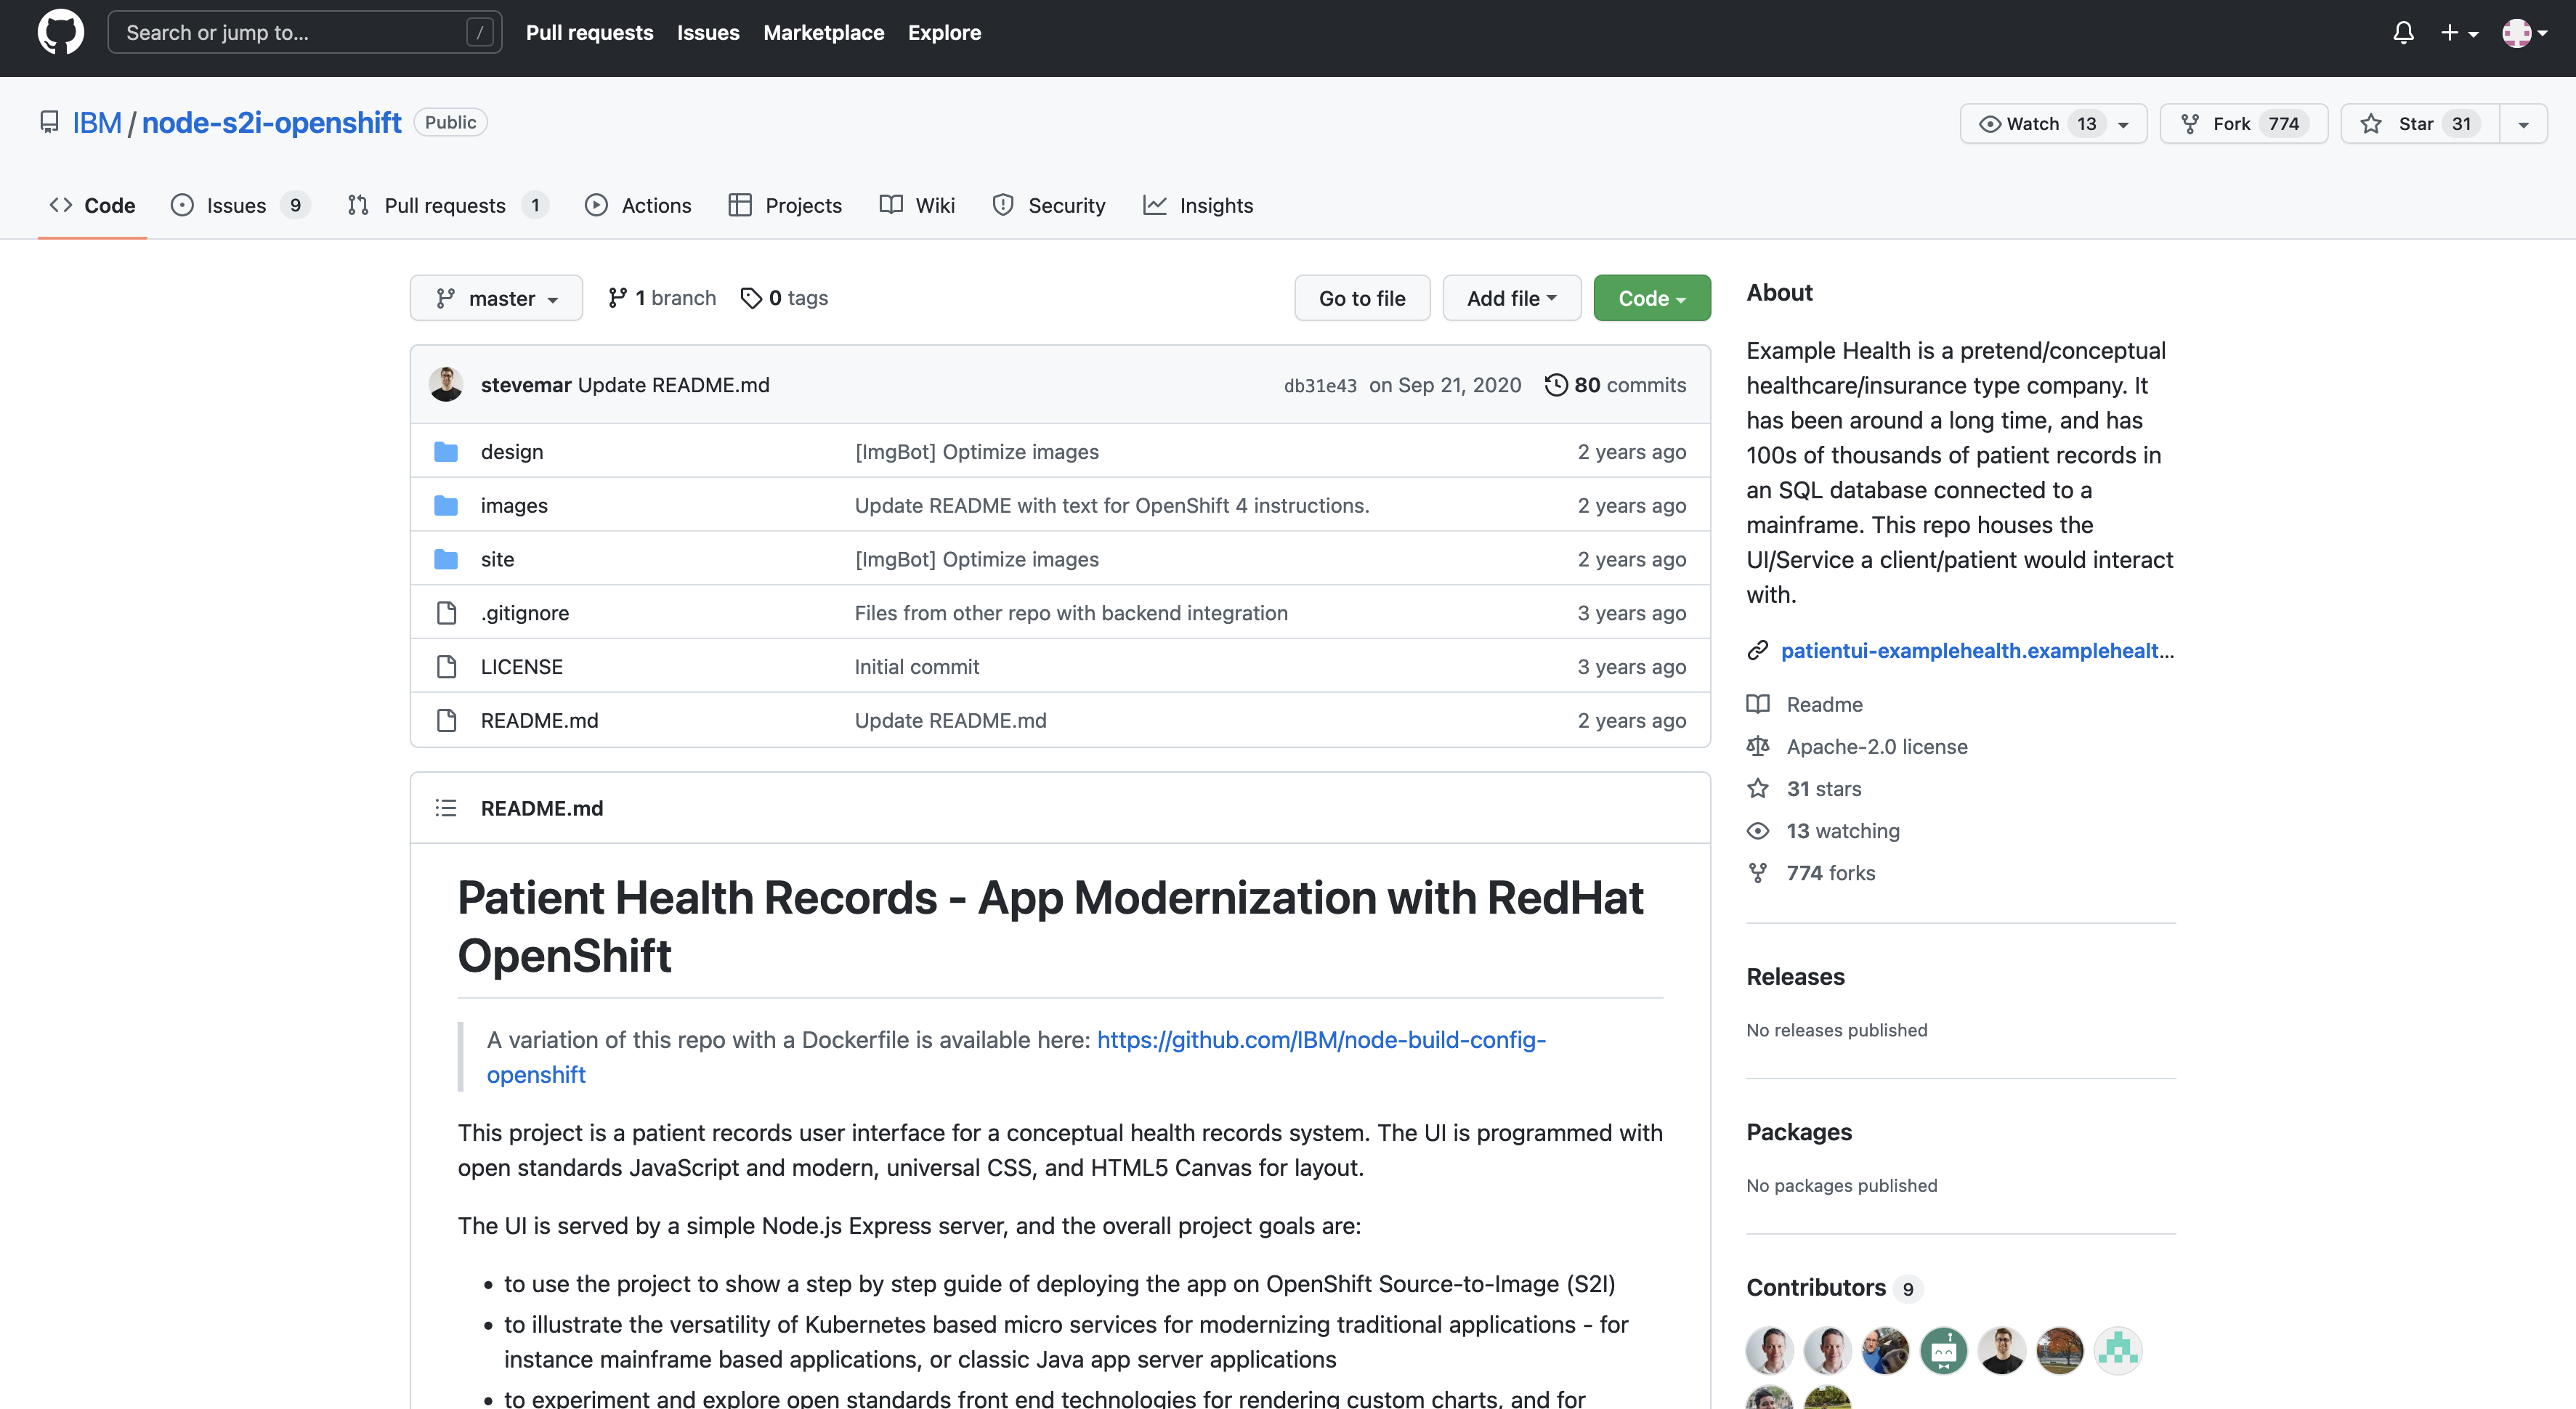 Search or jump to... /
Pull requests Issues Marketplace Explore
IBM / node-s2i-openshift Public
Watch 13 Fork 774 Star 31
Code Issues 9 Pull requests 1 Actions Projects Wiki Security Insights
master 1 branch 0 tags Go to file Add file Code
stevemar Update README.md db31e43 on Sep 21, 2020 80 commits
design [ImgBot] Optimize images 2 years ago
images Update README with text for OpenShift 4 instructions. 2 years ago
site [ImgBot] Optimize images 2 years ago
.gitignore Files from other repo with backend integration 3 years ago
LICENSE Initial commit 3 years ago
README.md Update README.md 2 years ago
README.md
Patient Health Records - App Modernization with RedHat
OpenShift
A variation of this repo with a Dockerfile is available here: https://github.com/IBM/node-build-config-
openshift
This project is a patient records user interface for a conceptual health records system. The UI is programmed with
open standards JavaScript and modern, universal CSS, and HTML5 Canvas for layout.
The UI is served by a simple Node.js Express server, and the overall project goals are:
• to use the project to show a step by step guide of deploying the app on OpenShift Source-to-Image (S2I)
• to illustrate the versatility of Kubernetes based micro services for modernizing traditional applications - for
instance mainframe based applications, or classic Java app server applications
• to experiment and explore open standards front end technologies for rendering custom charts, and for
About
Example Health is a pretend/conceptual
healthcare/insurance type company. It
has been around a long time, and has
100s of thousands of patient records in
an SQL database connected to a
mainframe. This repo houses the
UI/Service a client/patient would interact
with.
patientui-examplehealth.examplehealt...
Readme
Apache-2.0 license
31 stars
13 watching
774 forks
Releases
No releases published
Packages
No packages published
Contributors 9